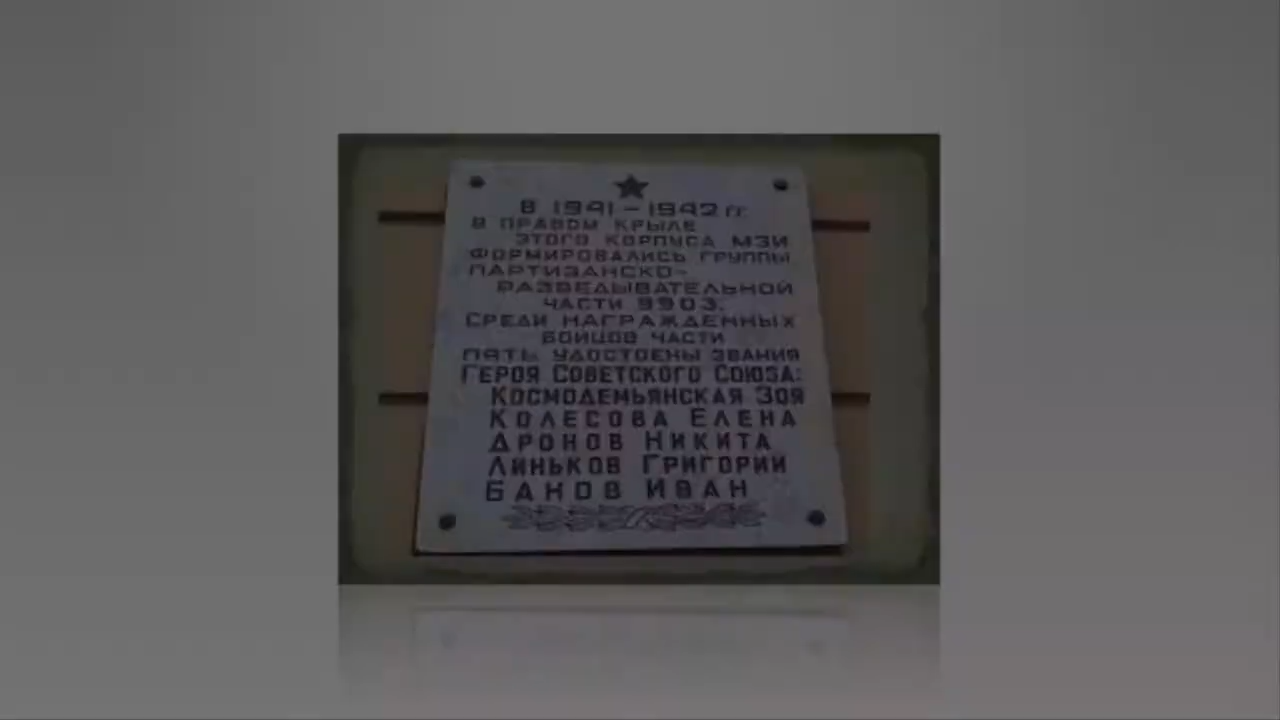 В 1941-1942 гг.
В ПРАВОМ КРЫЛЕ
ЭТОГО КОРПУСА МЗИ
ФОРМИРОВАЛИСЬ ГРУППЫ
ПАРТИЗАНСКО-
РАЗВЕДЫВАТЕЛЬНОЙ
ЧАСТИ 9903.
СРЕДИ НАГРАЖДЕННЫХ
БОЙЦОВ ЧАСТИ
ПЯТЬ УДОСТОЕНЫ ЗВАНИЯ
ГЕРОЯ СОВЕТСКОГО СОЮЗА:
КОСМОДЕМЬЯНСКАЯ ЗОЯ
КОЛЕСОВА ЕЛЕНА
ДРОНОВ НИКИТА
ЛИНЬКОВ ГРИГОРИЙ
БАНОВ ИВАН